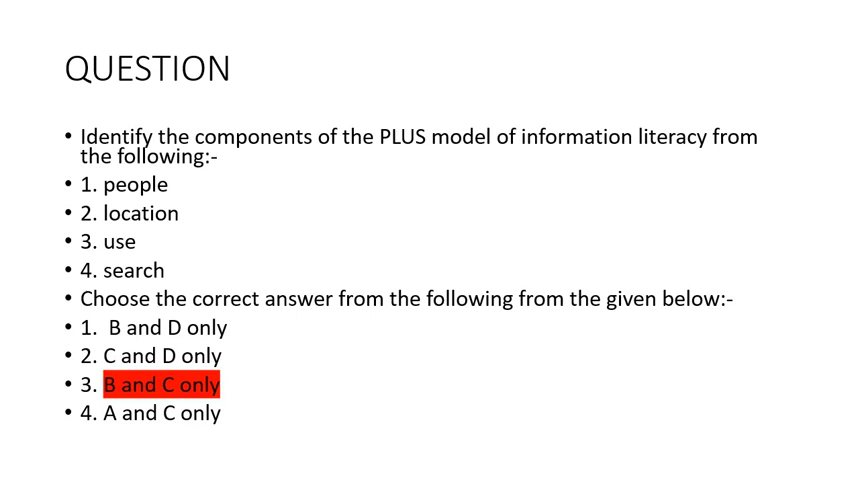 QUESTION
• Identify the components of the PLUS model of information literacy from
the following:-
• 1. people
• 2. location
• 3. use
• 4. search
• Choose the correct answer from the following from the given below:-
• 1.  B and D only
• 2. C and D only
• 3. B and C only
• 4. A and C only